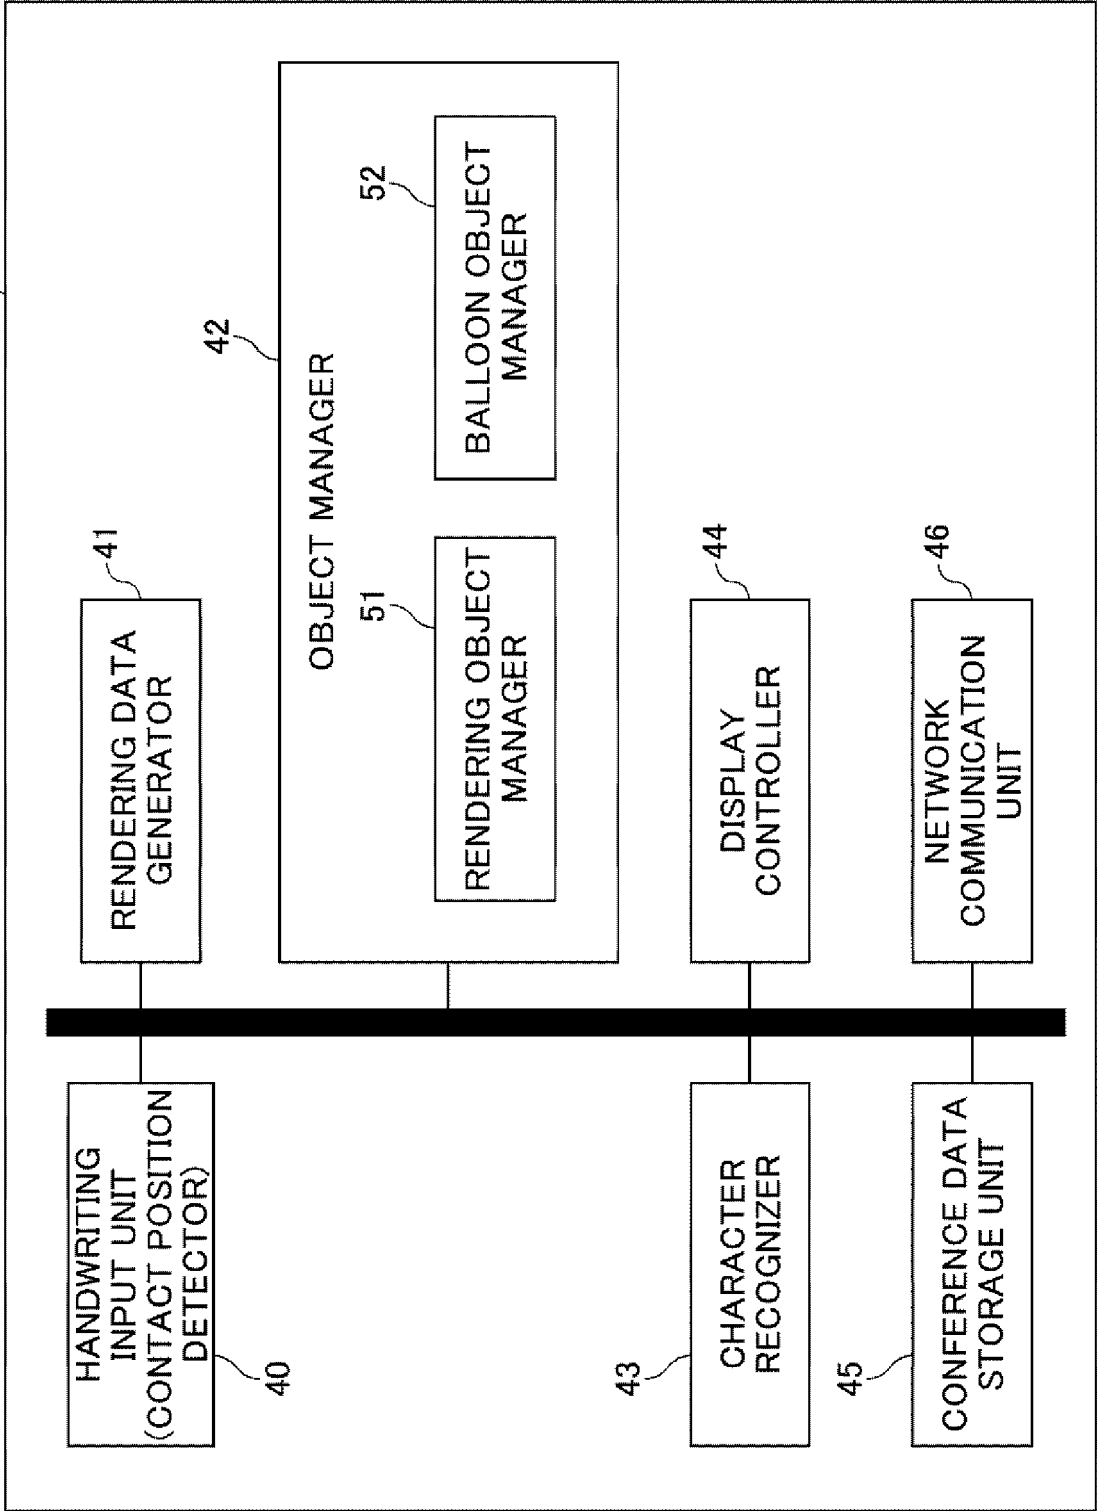 HANDWRITING
INPUT UNIT
(CONTACT POSITION
DETECTOR)
40
RENDERING DATA
GENERATOR
41
42
OBJECT MANAGER
51
RENDERING OBJECT
MANAGER
52
BALLOON OBJECT
MANAGER
43
CHARACTER
RECOGNIZER
DISPLAY
CONTROLLER
44
45
CONFERENCE DATA
STORAGE UNIT
NETWORK
COMMUNICATION
UNIT
46